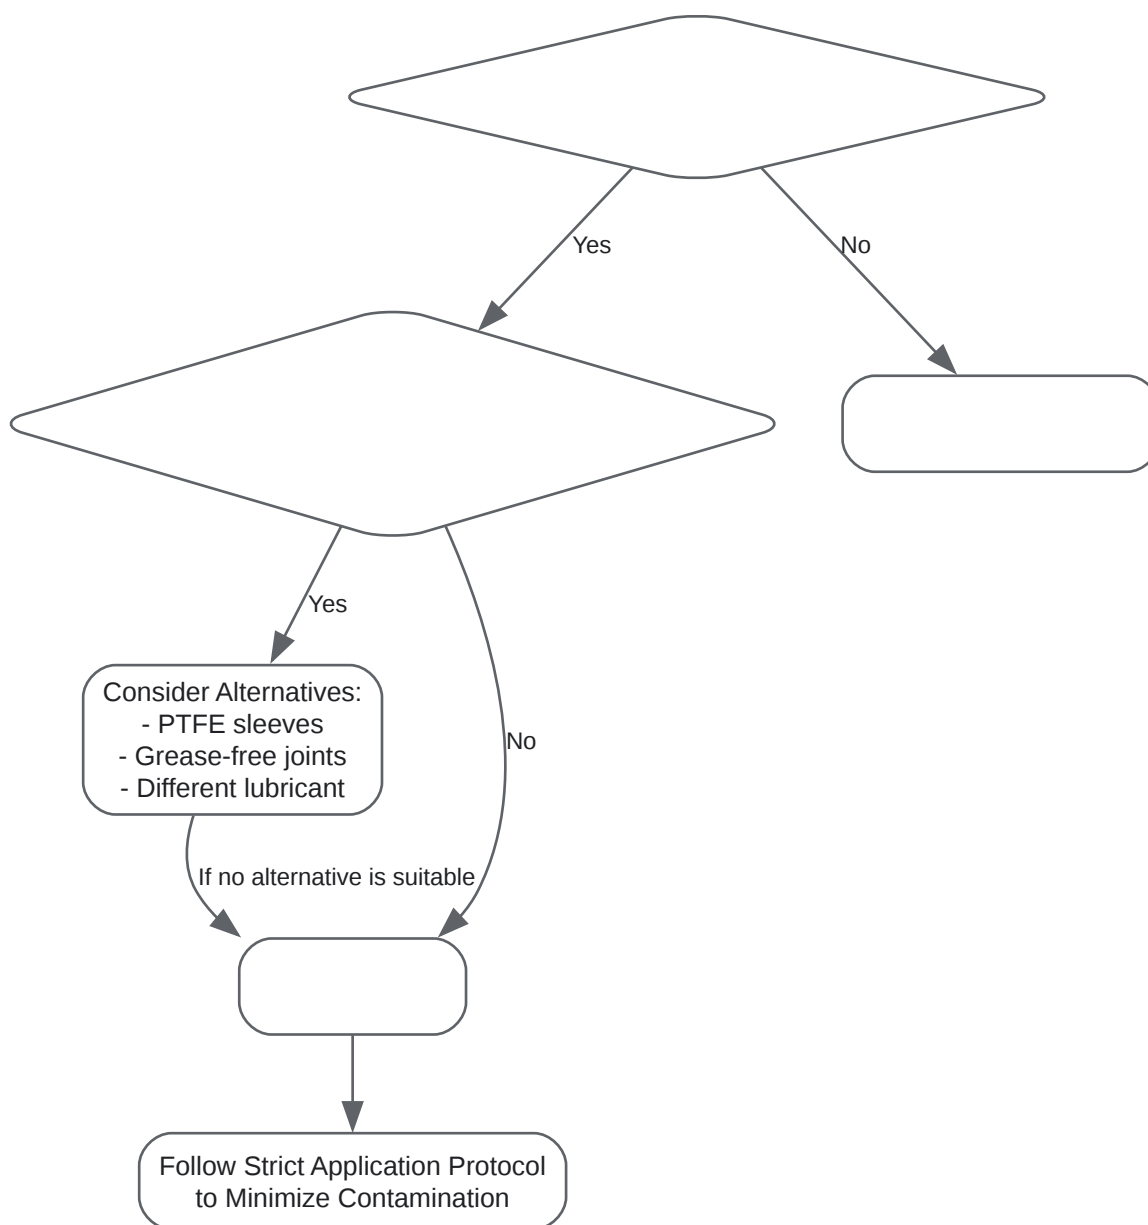 Yes
No
Yes
Consider Alternatives:
- PTFE sleeves
- Grease-free joints
- Different lubricant
No
If no alternative is suitable
Follow Strict Application Protocol
to Minimize Contamination